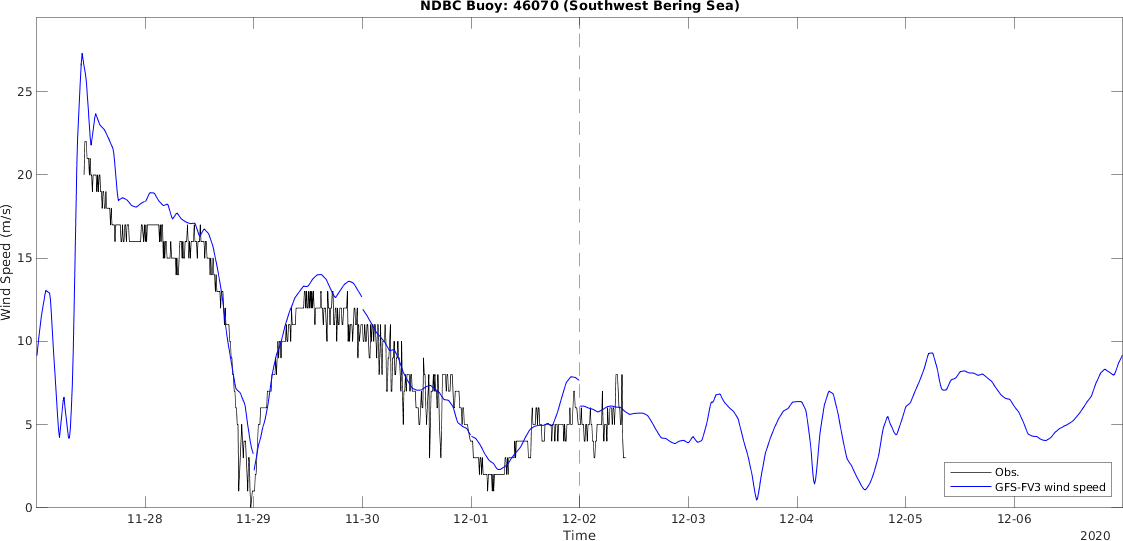 NDBC Buoy: 46070 (Southwest Bering Sea)
Wind Speed (m/s)
25
20
15
10
5
0
11-28 11-29 11-30 12-01 12-02 12-03 12-04 12-05 12-06
Time
2020
Obs.
GFS-FV3 wind speed